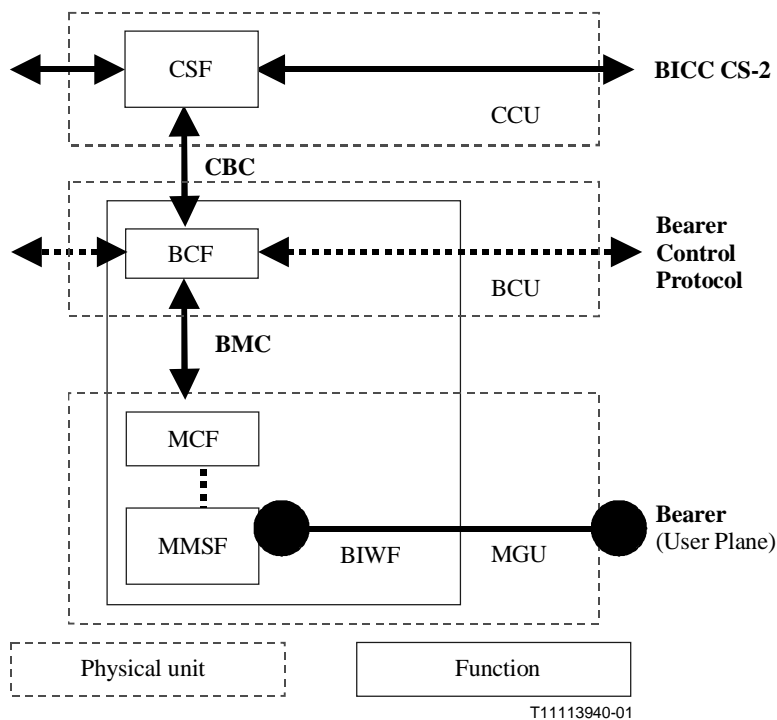 CSF
BICC CS-2
CCU
CBC
BCF
Bearer
Control
Protocol
BCU
BMC
MCF
MMSF
BIWF
MGU
Bearer
(User Plane)
Physical unit
Function
T11113940-01